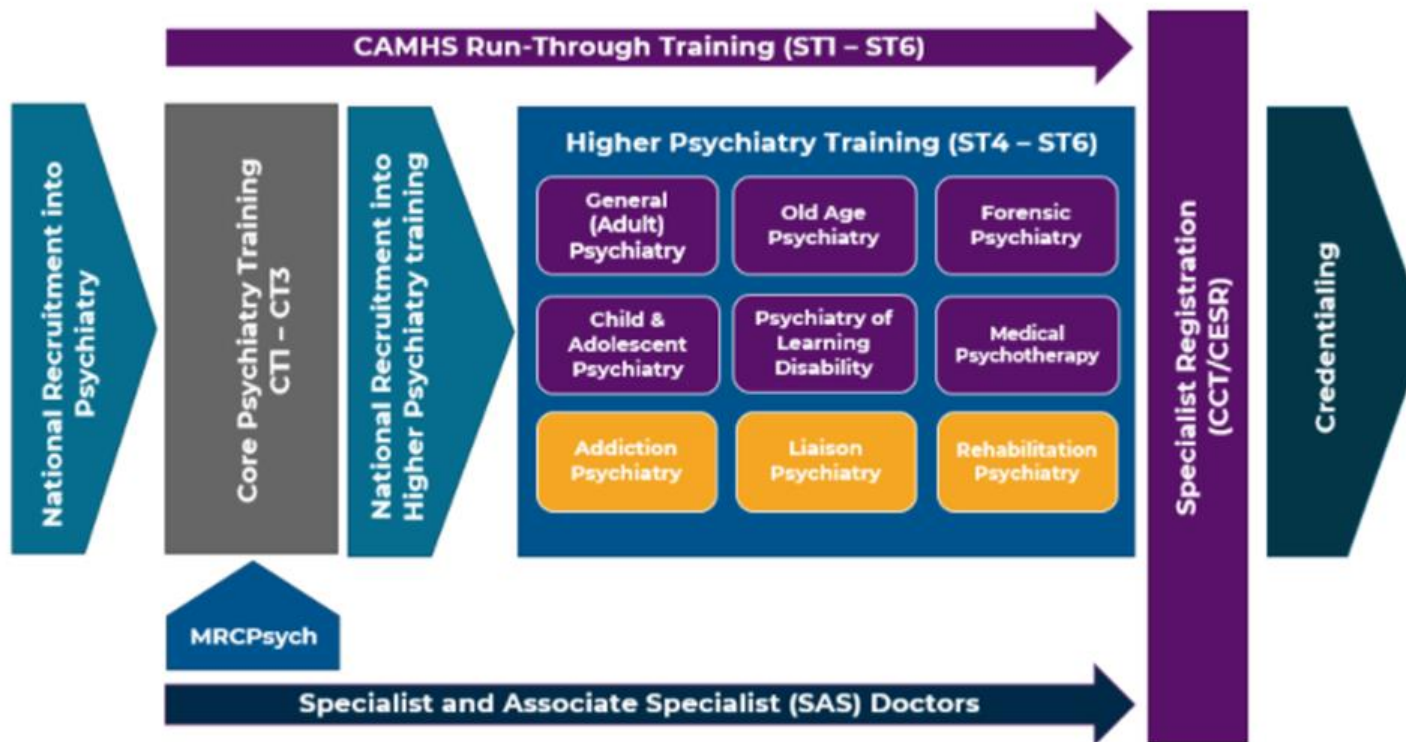 CAMHS Run-Through Training (ST1 – ST6)
National Recruitment into
Psychiatry
Core Psychiatry Training
CT1 – CT3
National Recruitment into
Higher Psychiatry training
Higher Psychiatry Training (ST4 – ST6)
General
(Adult)
Psychiatry
Old Age
Psychiatry
Forensic
Psychiatry
Child &
Adolescent
Psychiatry
Psychiatry of
Learning
Disability
Medical
Psychotherapy
Addiction
Psychiatry
Liaison
Psychiatry
Rehabilitation
Psychiatry
Specialist Registration
(CCT/CESR)
Credentialing
MRCPsych
Specialist and Associate Specialist (SAS) Doctors